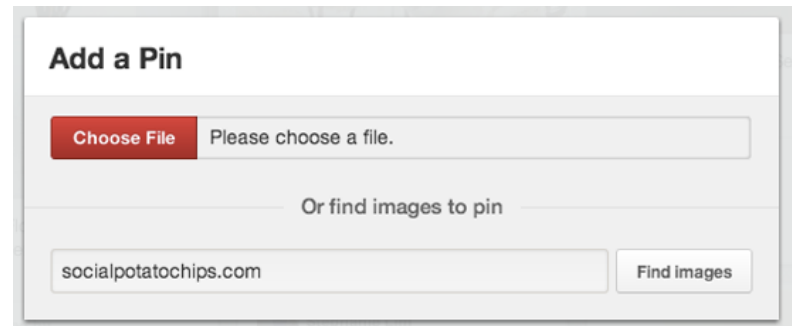 Add a Pin
Choose File Please choose a file.
Or find images to pin
socialpotatochips.com Find images